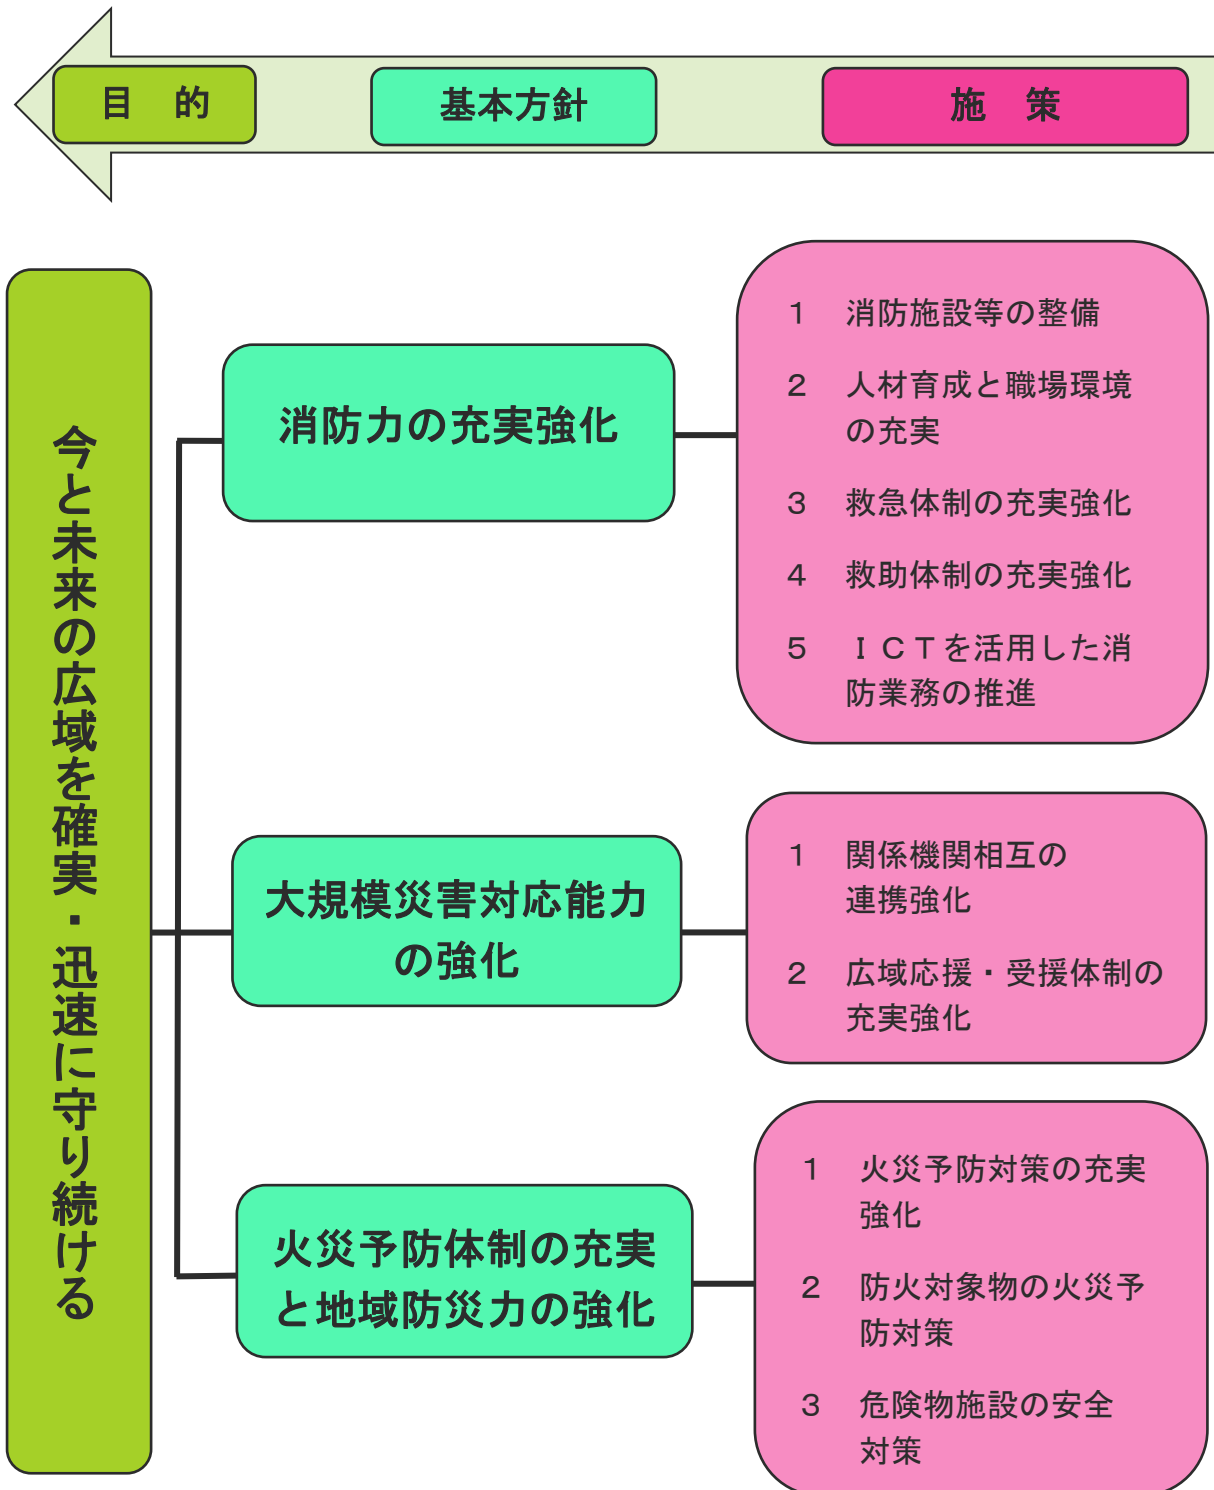 目　的
基本方針
施　策
今と未来の広域を確実・迅速に守り続ける
消防力の充実強化
1　消防施設等の整備
2　人材育成と職場環境
の充実
3　救急体制の充実強化
4　救助体制の充実強化
5　ＩＣＴを活用した消
防業務の推進
大規模災害対応能力
の強化
1　関係機関相互の
連携強化
2　広域応援・受援体制の
充実強化
火災予防体制の充実
と地域防災力の強化
1　火災予防対策の充実
強化
2　防火対象物の火災予
防対策
3　危険物施設の安全
対策